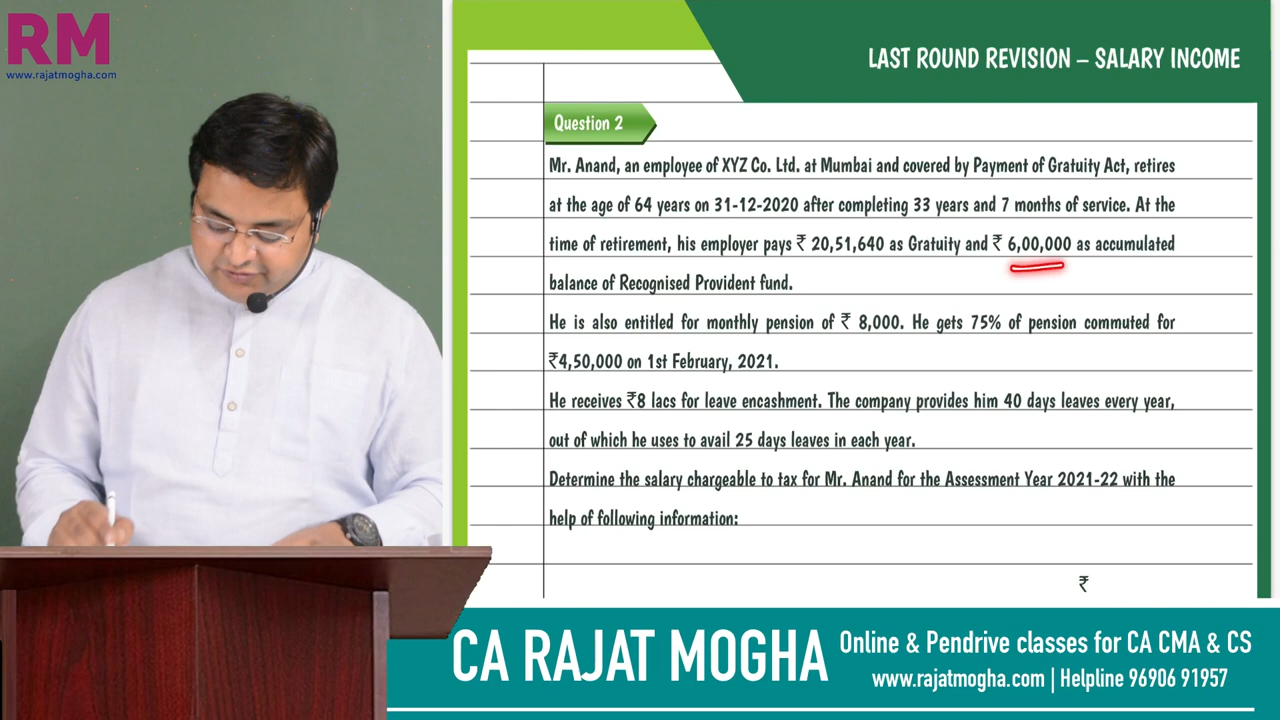 RM
www.rajatmogha.com
LAST ROUND REVISION – SALARY INCOME
Question 2
Mr. Anand, an employee of XYZ Co. Ltd. at Mumbai and covered by Payment of Gratuity Act, retires
at the age of 64 years on 31-12-2020 after completing 33 years and 7 months of service. At the
time of retirement, his employer pays ₹ 20,51,640 as Gratuity and ₹ 6,00,000 as accumulated
balance of Recognised Provident fund.
He is also entitled for monthly pension of ₹ 8,000. He gets 75% of pension commuted for
₹4,50,000 on 1st February, 2021.
He receives ₹8 lacs for leave encashment. The company provides him 40 days leaves every year,
out of which he uses to avail 25 days leaves in each year.
Determine the salary chargeable to tax for Mr. Anand for the Assessment Year 2021-22 with the
help of following information:
₹
CA RAJAT MOGHA
Online & Pendrive classes for CA CMA & CS
www.rajatmogha.com | Helpline 96906 91957